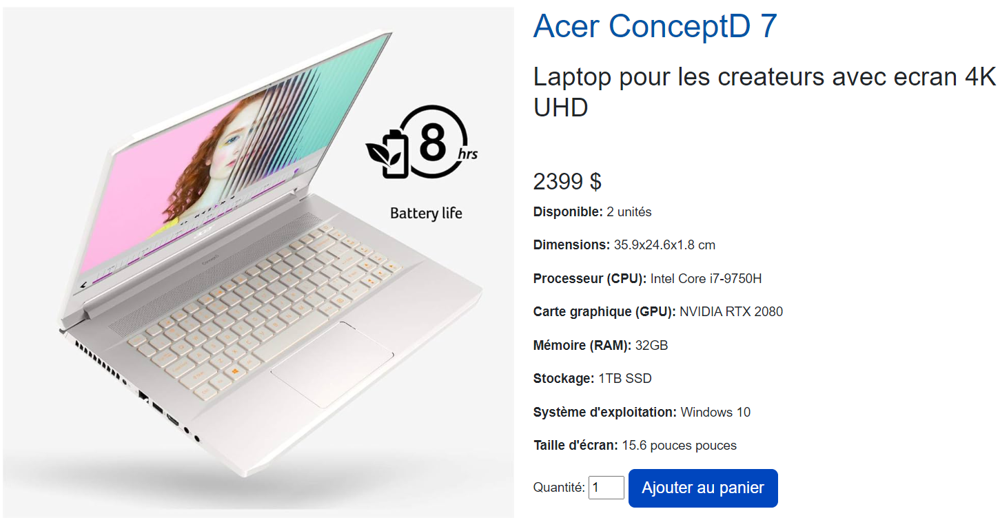 Acer ConceptD 7
Laptop pour les createurs avec ecran 4K
UHD
8
hrs
Battery life
2399 $
Disponible: 2 unités
Dimensions: 35.9x24.6x1.8 cm
Processeur (CPU): Intel Core i7-9750H
Carte graphique (GPU): NVIDIA RTX 2080
Mémoire (RAM): 32GB
Stockage: 1TB SSD
Système d'exploitation: Windows 10
Taille d'écran: 15.6 pouces pouces
Quantité: 1 Ajouter au panier